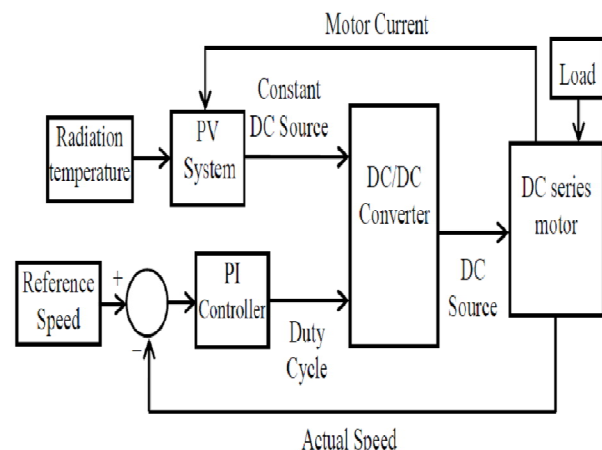 Motor Current
Load
Constant
DC Source
Radiation
temperature
PV
System
DC/DC
Converter
DC series
motor
Reference
Speed
+
−
PI
Controller
Duty
Cycle
DC
Source
Actual Speed